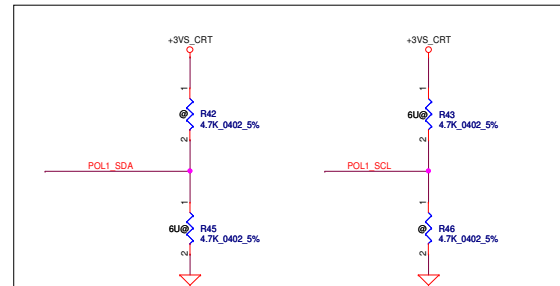 +3VS_CRT +3VS_CRT
1 1
@ R42 6U@ R43
4.7K_0402_5% 4.7K_0402_5%
2 2
POL1_SDA POL1_SCL
1 1
6U@ R45 @ R46
4.7K_0402_5% 4.7K_0402_5%
2 2